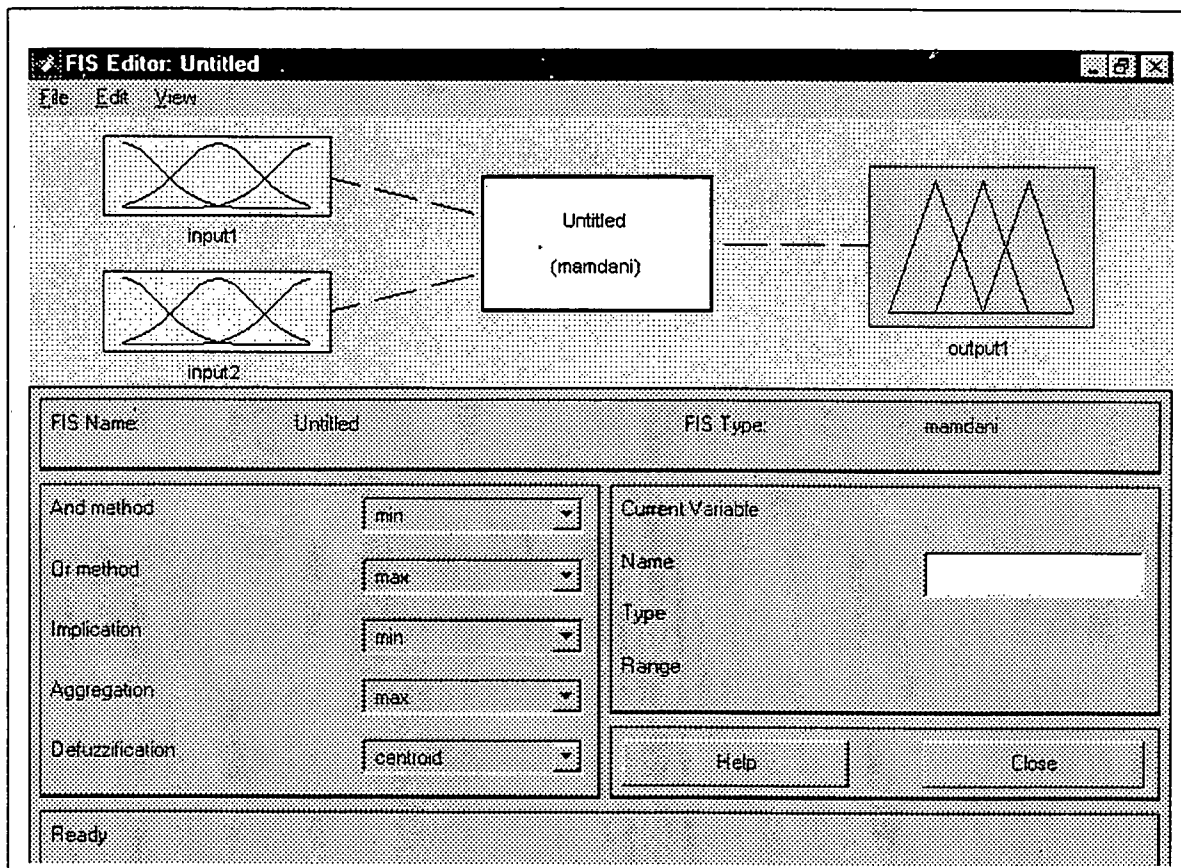 FIS Editor: Untitled
File Edit View
input1
input2
Untitled
(mamdani)
output1
FIS Name: Untitled FIS Type: mamdani
And method min
Or method max
Implication min
Aggregation max
Defuzzification centroid
Current Variable
Name
Type
Range
Help Close
Ready